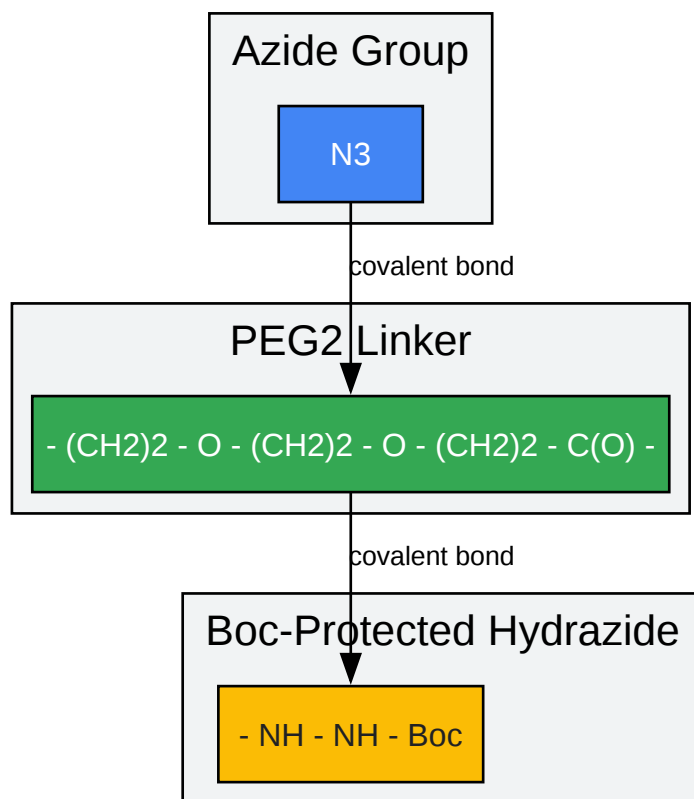 Azide Group
N3
covalent bond
PEG2 Linker
- (CH2)2 - O - (CH2)2 - O - (CH2)2 - C(O) -
covalent bond
Boc-Protected Hydrazide
- NH - NH - Boc